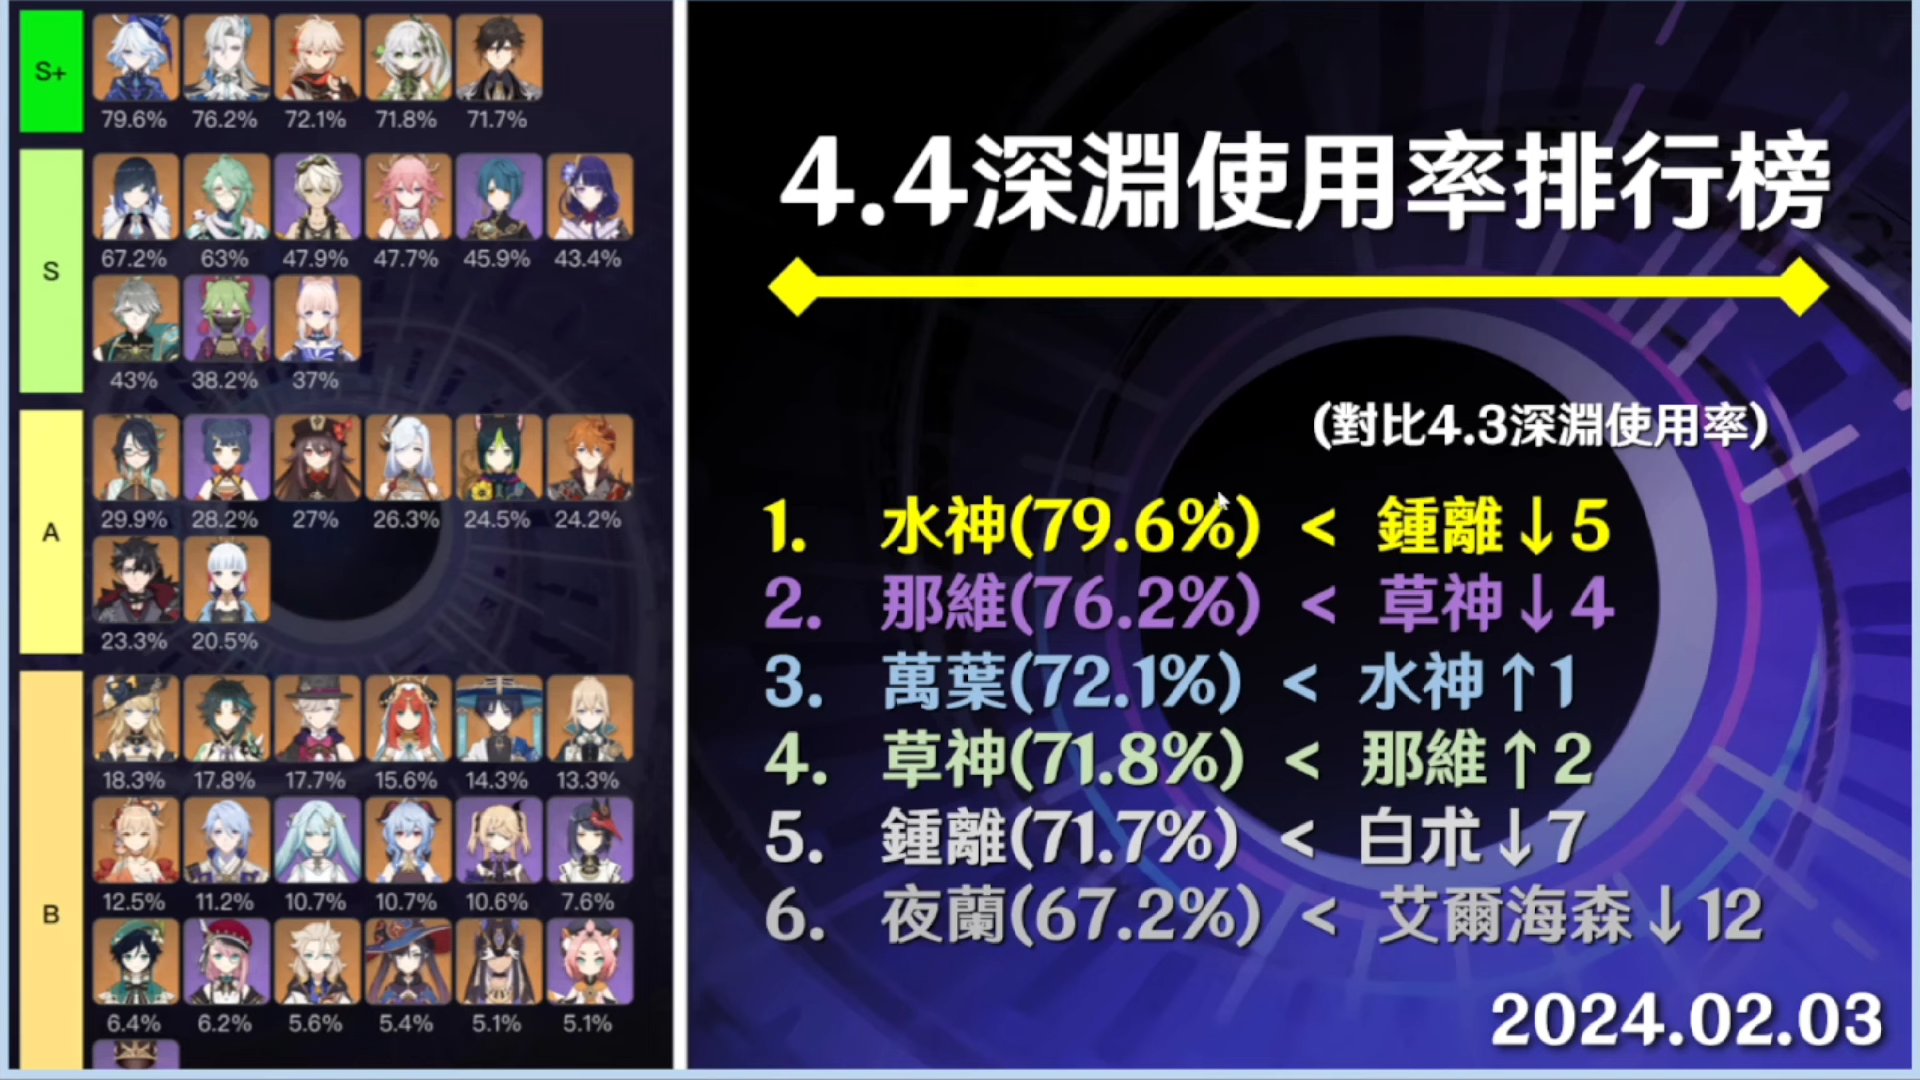 S+
79.6% 76.2% 72.1% 71.8% 71.7%
S
67.2% 63% 47.9% 47.7% 45.9% 43.4%
43% 38.2% 37%
A
29.9% 28.2% 27% 26.3% 24.5% 24.2%
23.3% 20.5%
B
18.3% 17.8% 17.7% 15.6% 14.3% 13.3%
12.5% 11.2% 10.7% 10.7% 10.6% 7.6%
6.4% 6.2% 5.6% 5.4% 5.1% 5.1%
4.4深淵使用率排行榜
(對比4.3深淵使用率)
1. 水神(79.6%) < 鍾離↓5
2. 那維(76.2%) < 草神↓4
3. 萬葉(72.1%) < 水神↑1
4. 草神(71.8%) < 那維↑2
5. 鍾離(71.7%) < 白朮↓7
6. 夜蘭(67.2%) < 艾爾海森↓12
2024.02.03